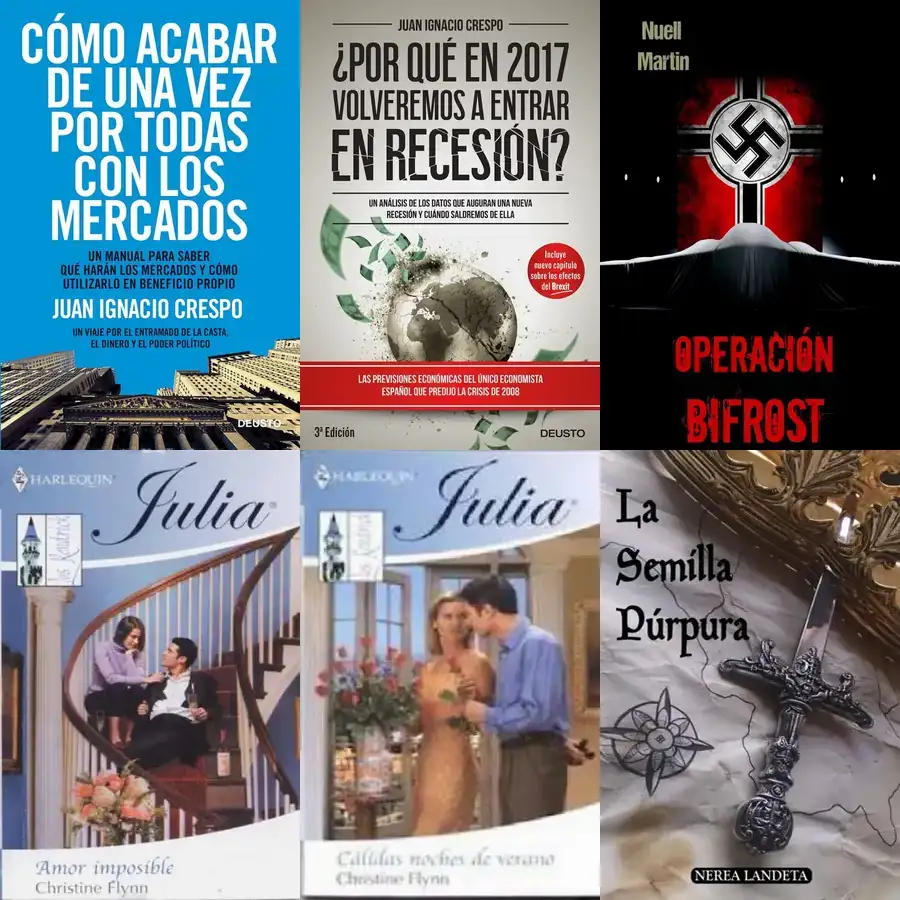 CÓMO ACABAR
DE UNA VEZ
POR TODAS
CON LOS
MERCADOS
UN MANUAL PARA SABER
QUÉ HARÁN LOS MERCADOS Y CÓMO
UTILIZARLO EN BENEFICIO PROPIO
JUAN IGNACIO CRESPO
UN VIAJE POR EL ENTRAMADO DE LA CASTA,
EL DINERO Y EL PODER POLÍTICO
DEUSTO
JUAN IGNACIO CRESPO
¿POR QUÉ EN 2017
VOLVEREMOS A ENTRAR
EN RECESIÓN?
UN ANÁLISIS DE LOS DATOS QUE AUGURAN UNA NUEVA
RECESIÓN Y CUÁNDO SALDREMOS DE ELLA
Incluye
nuevo capítulo
sobre los efectos
del Brexit
LAS PREVISIONES ECONÓMICAS DEL ÚNICO ECONOMISTA
ESPAÑOL QUE PREDIJO LA CRISIS DE 2008
3ª Edición
DEUSTO
Nuell
Martin
OPERACIÓN
BIFROST
HARLEQUIN®
Julia®
Amor imposible
Christine Flynn
HARLEQUIN®
Julia®
Cálidas noches de verano
Christine Flynn
La
Semílla
Púrpura
NEREA LANDETA